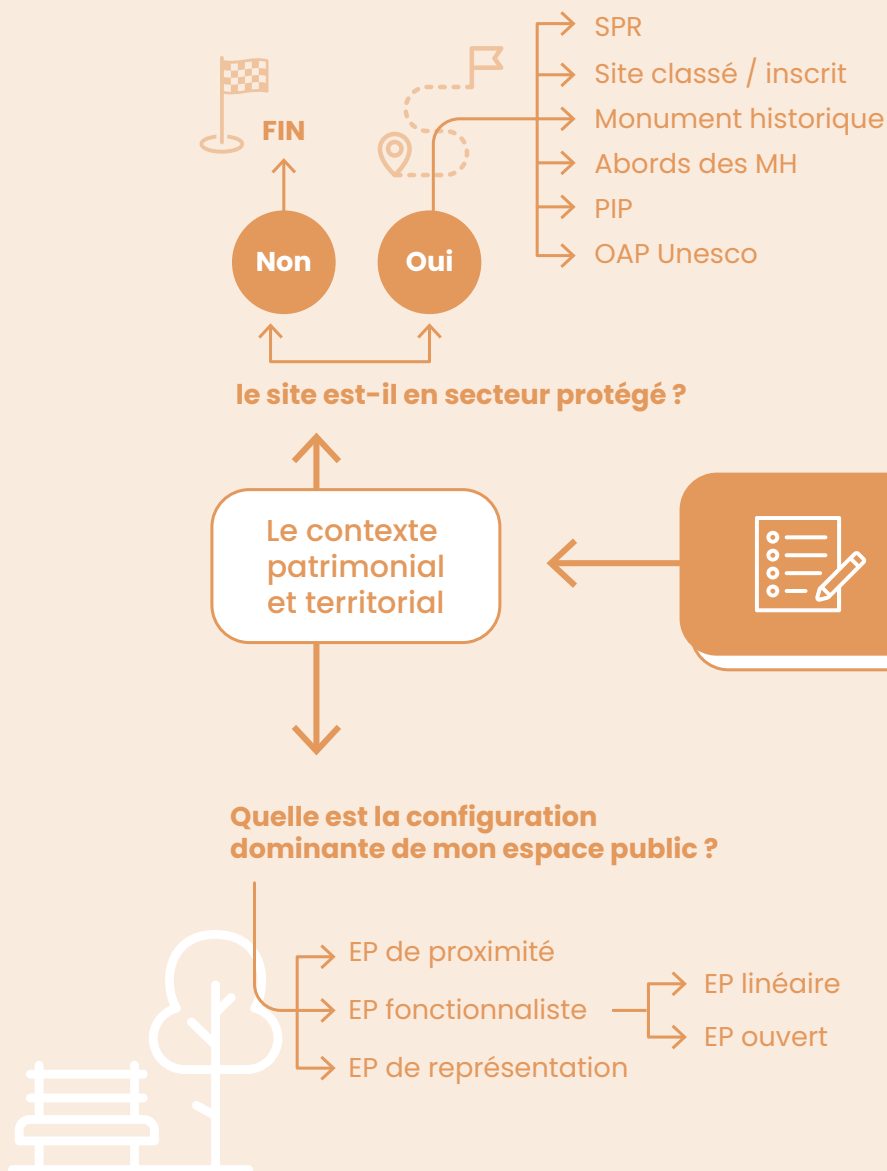 SPR
Site classé / inscrit
FIN
Monument historique
Abords des MH
PIP
Non
Oui
OAP Unesco
le site est-il en secteur protégé ?
Le contexte
patrimonial
et territorial
Quelle est la configuration
dominante de mon espace public ?
EP de proximité
EP fonctionnaliste
EP linéaire
EP ouvert
EP de représentation